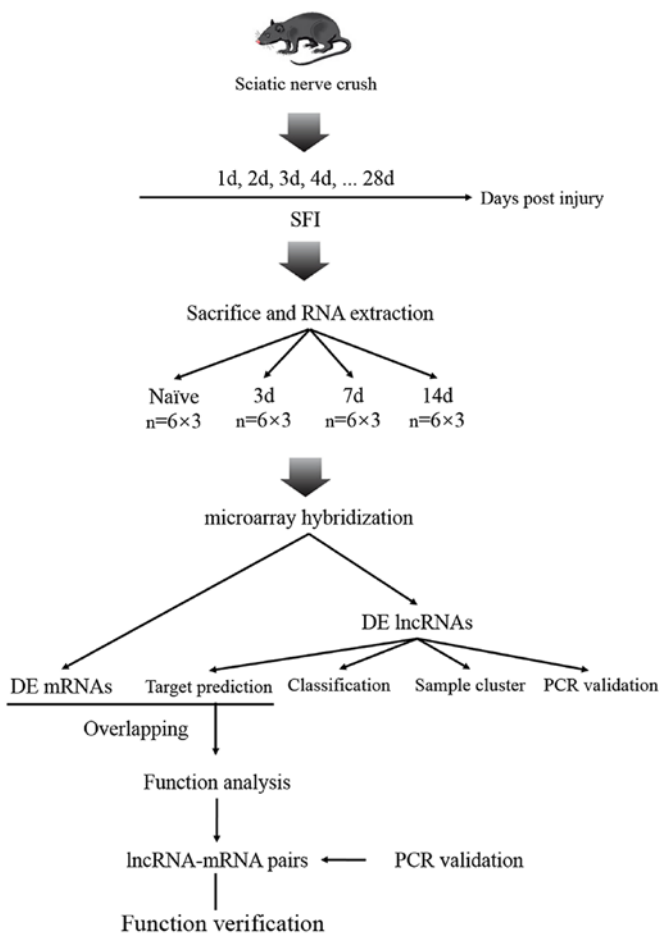 Sciatic nerve crush
1d, 2d, 3d, 4d, ... 28d
Days post injury
SFI
Sacrifice and RNA extraction
Naïve 3d 7d 14d
n=6×3 n=6×3 n=6×3 n=6×3
microarray hybridization
DE lncRNAs
DE mRNAs Target prediction Classification Sample cluster PCR validation
Overlapping
Function analysis
lncRNA-mRNA pairs PCR validation
Function verification